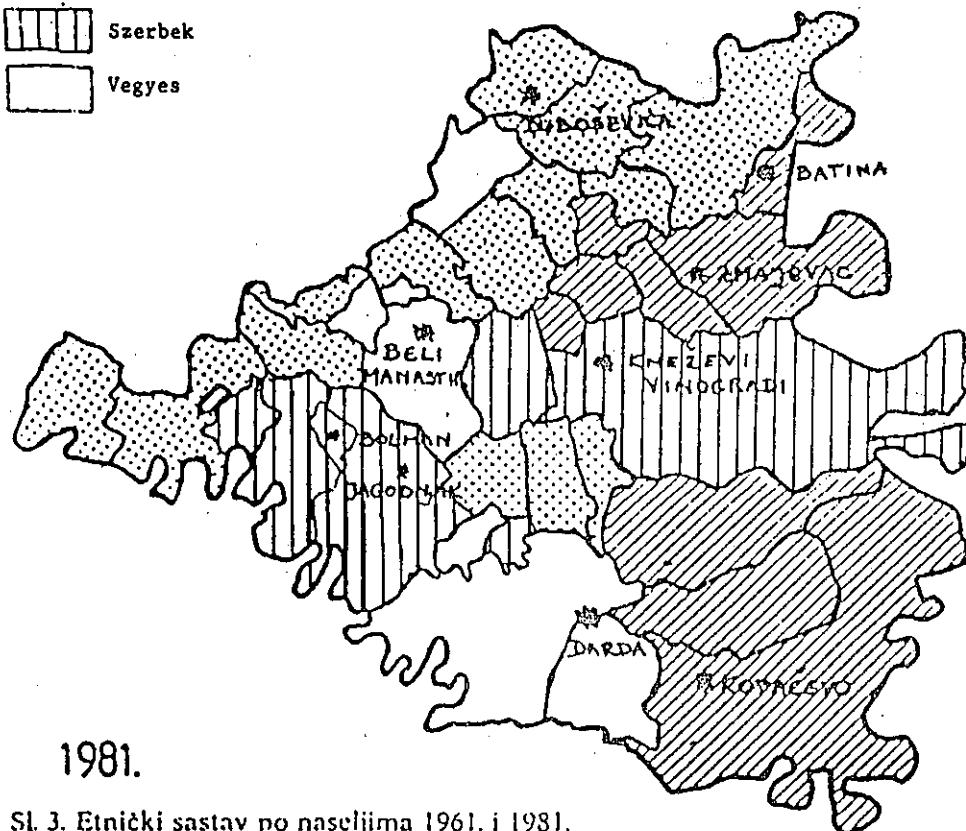 Szerbek
Vegyes
DUBOŠEVICA
BATINA
ZMAJEVAC
BELI
MANASTIR
KNEŽEVI
VINOGRADI
BOLMAN
JAGODNJAK
DARDA
KOPAČEVO
1981.
Sl. 3. Etnički sastav po naseljima 1961. i 1981.